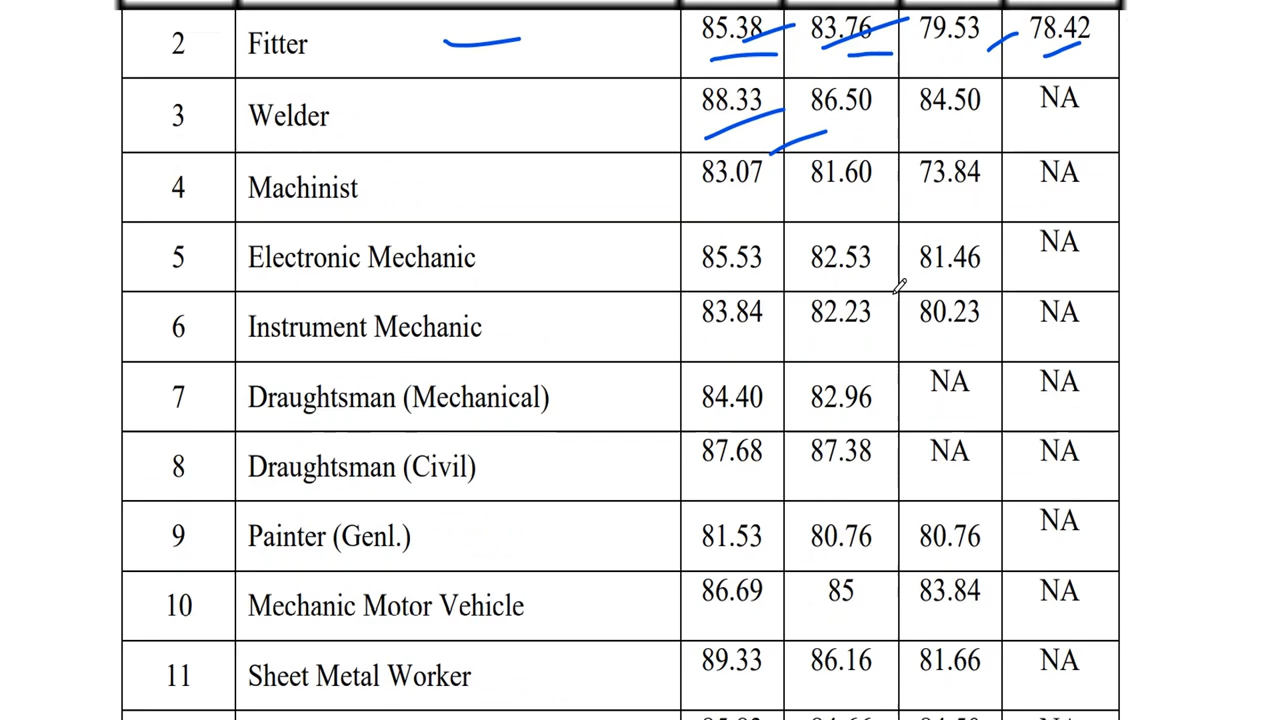 2 Fitter 85.38 83.76 79.53 78.42
3 Welder 88.33 86.50 84.50 NA
4 Machinist 83.07 81.60 73.84 NA
5 Electronic Mechanic 85.53 82.53 81.46 NA
6 Instrument Mechanic 83.84 82.23 80.23 NA
7 Draughtsman (Mechanical) 84.40 82.96 NA NA
8 Draughtsman (Civil) 87.68 87.38 NA NA
9 Painter (Genl.) 81.53 80.76 80.76 NA
10 Mechanic Motor Vehicle 86.69 85 83.84 NA
11 Sheet Metal Worker 89.33 86.16 81.66 NA